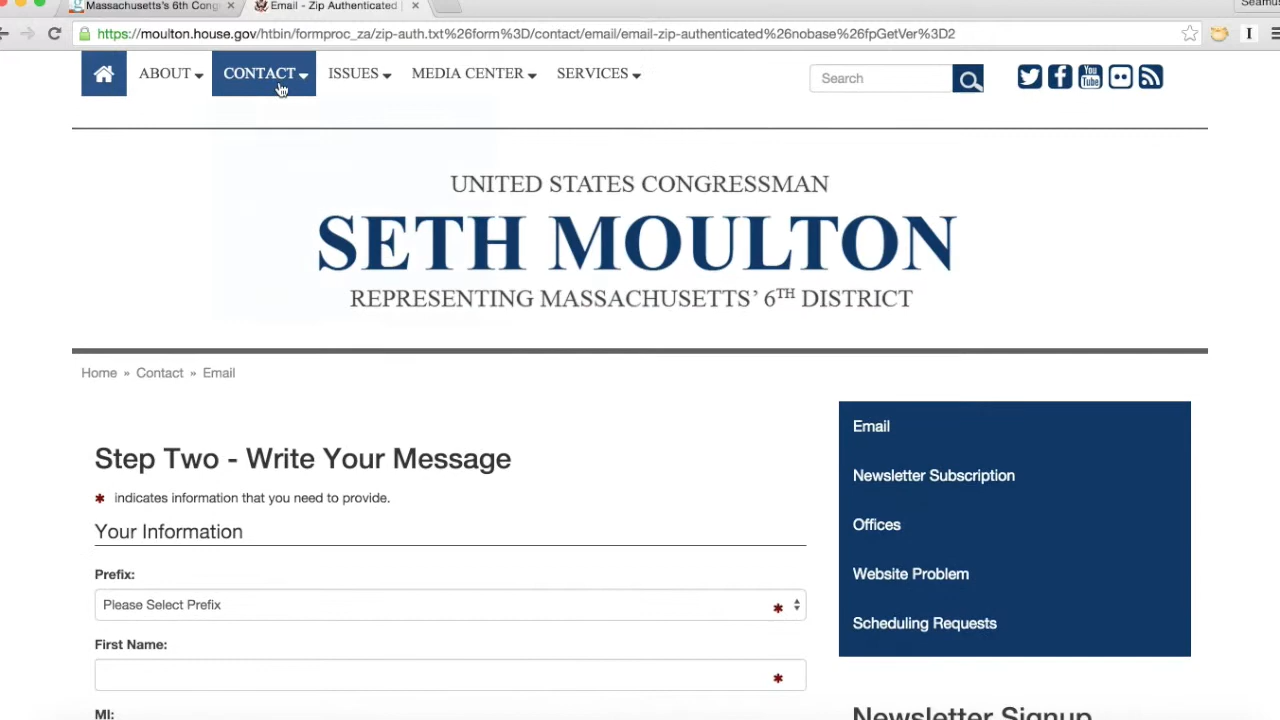 Massachusetts's 6th Cong
Email - Zip Authenticated
Seamus
https://moulton.house.gov/htbin/formproc_za/zip-auth.txt%26form%3D/contact/email/email-zip-authenticated%26nobase%26fpGetVer%3D2
ABOUT CONTACT ISSUES MEDIA CENTER SERVICES Search You Tube
UNITED STATES CONGRESSMAN
SETH MOULTON
REPRESENTING MASSACHUSETTS’ 6TH DISTRICT
Home » Contact » Email
Step Two - Write Your Message
* indicates information that you need to provide.
Your Information
Prefix:
Please Select Prefix *
First Name:
*
MI:
Email
Newsletter Subscription
Offices
Website Problem
Scheduling Requests
Newsletter Signup